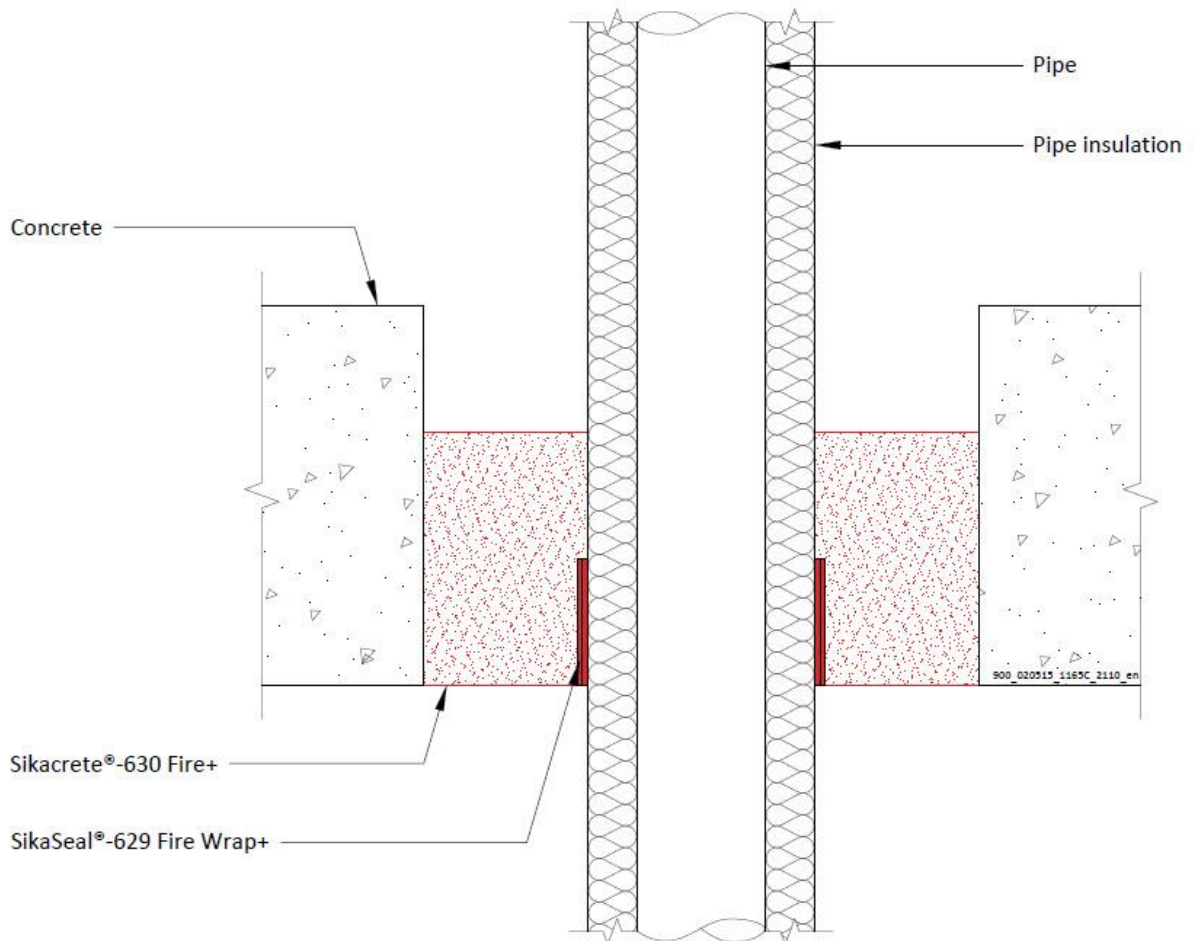 Pipe
Pipe insulation
Concrete
900_020515_1165C_2110_en
Sikacrete®-630 Fire+
SikaSeal®-629 Fire Wrap+